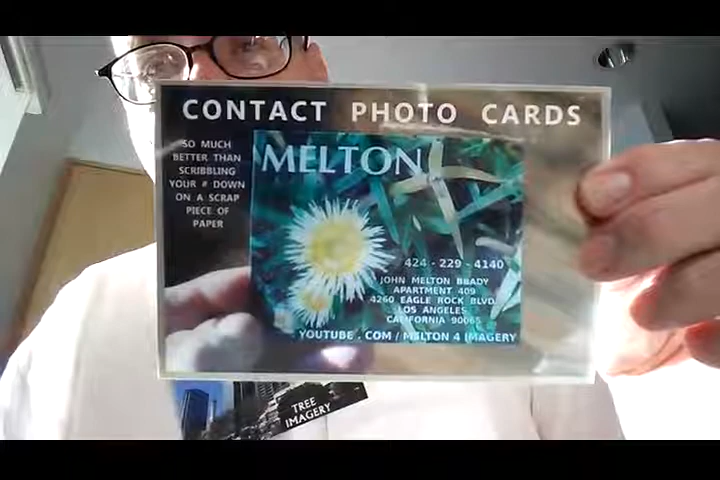 CONTACT PHOTO CARDS
SO MUCH
BETTER THAN
SCRIBBLING
YOUR # DOWN
ON A SCRAP
PIECE OF
PAPER
MELTON
424 - 229 - 4140
JOHN MELTON BRADY
APARTMENT 409
4260 EAGLE ROCK BLVD.
LOS ANGELES
CALIFORNIA 90065
YOUTUBE . COM / MELTON 4 IMAGERY
TREE
IMAGERY